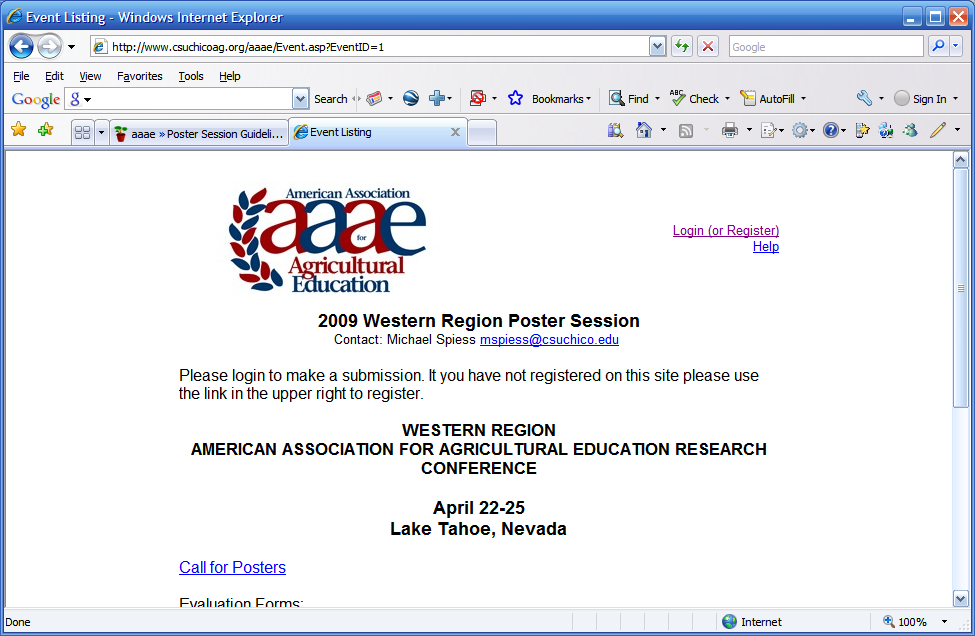 Event Listing - Windows Internet Explorer
http://www.csuchicoag.org/aaae/Event.asp?EventID=1
Google
File Edit View Favorites Tools Help
Google Search Bookmarks Find ABC Check AutoFill Sign In
aaae » Poster Session Guideli... Event Listing
American Association
aaae
for
Agricultural
Education
Login (or Register)
Help
2009 Western Region Poster Session
Contact: Michael Spiess mspiess@csuchico.edu
Please login to make a submission. It you have not registered on this site please use
the link in the upper right to register.
WESTERN REGION
AMERICAN ASSOCIATION FOR AGRICULTURAL EDUCATION RESEARCH
CONFERENCE
April 22-25
Lake Tahoe, Nevada
Call for Posters
Evaluation Forms:
Done Internet 100%